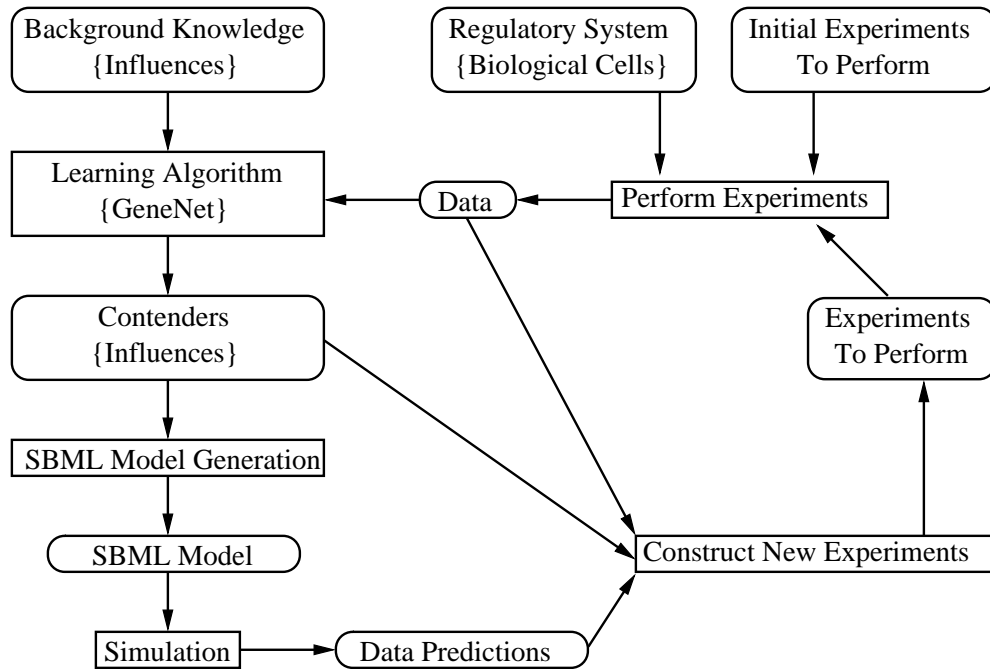 Background Knowledge
{Influences}
Regulatory System
{Biological Cells}
Initial Experiments
To Perform
Learning Algorithm
{GeneNet}
Data
Perform Experiments
Contenders
{Influences}
Experiments
To Perform
SBML Model Generation
SBML Model
Construct New Experiments
Simulation
Data Predictions